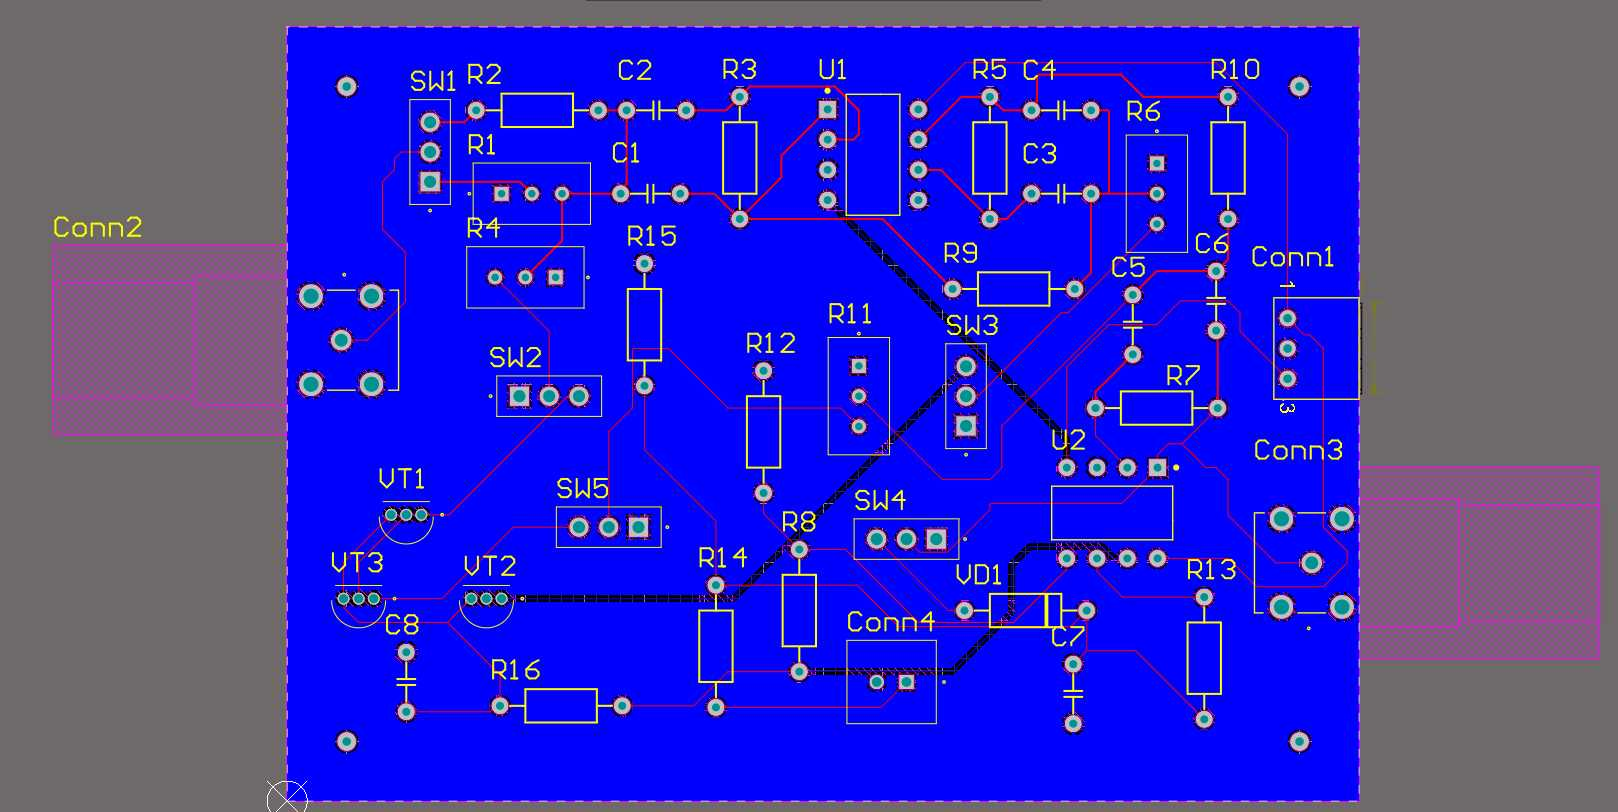 SW1
R2
C2
R3
U1
R5
C4
R10
R6
R1
C1
C3
Conn2
R4
R15
C6
Conn1
R9
C5
1
R11
SW3
R12
SW2
R7
3
U2
Conn3
VT1
SW5
SW4
R8
VT3
VT2
R14
VD1
R13
C8
Conn4
C7
R16